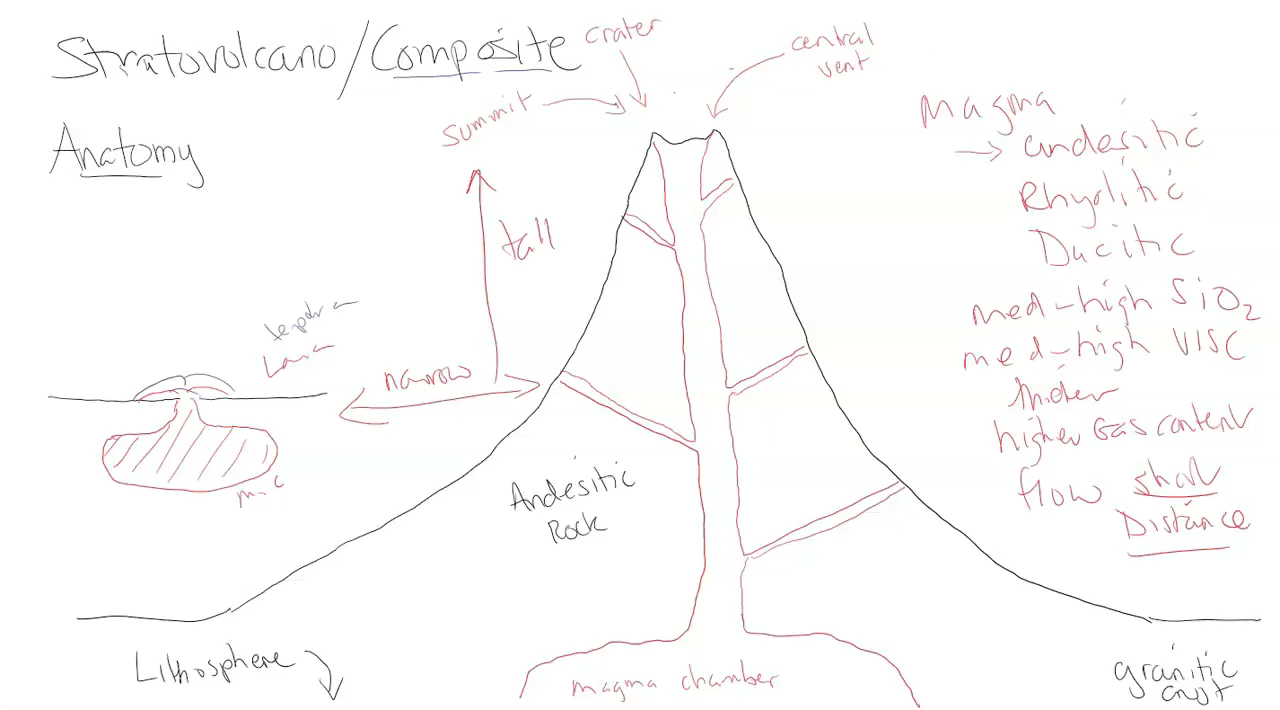 Stratovolcano/Composite
Anatomy
crater
central
vent
summit
tall
narrow
tephra
Lava
m.c
Andesitic
Rock
magma
→ andesitic
Rhyolitic
Dacitic
med-high SiO2
med-high VISC
higher Gas content
flow short
Distance
Lithosphere
magma chamber
granitic
crust